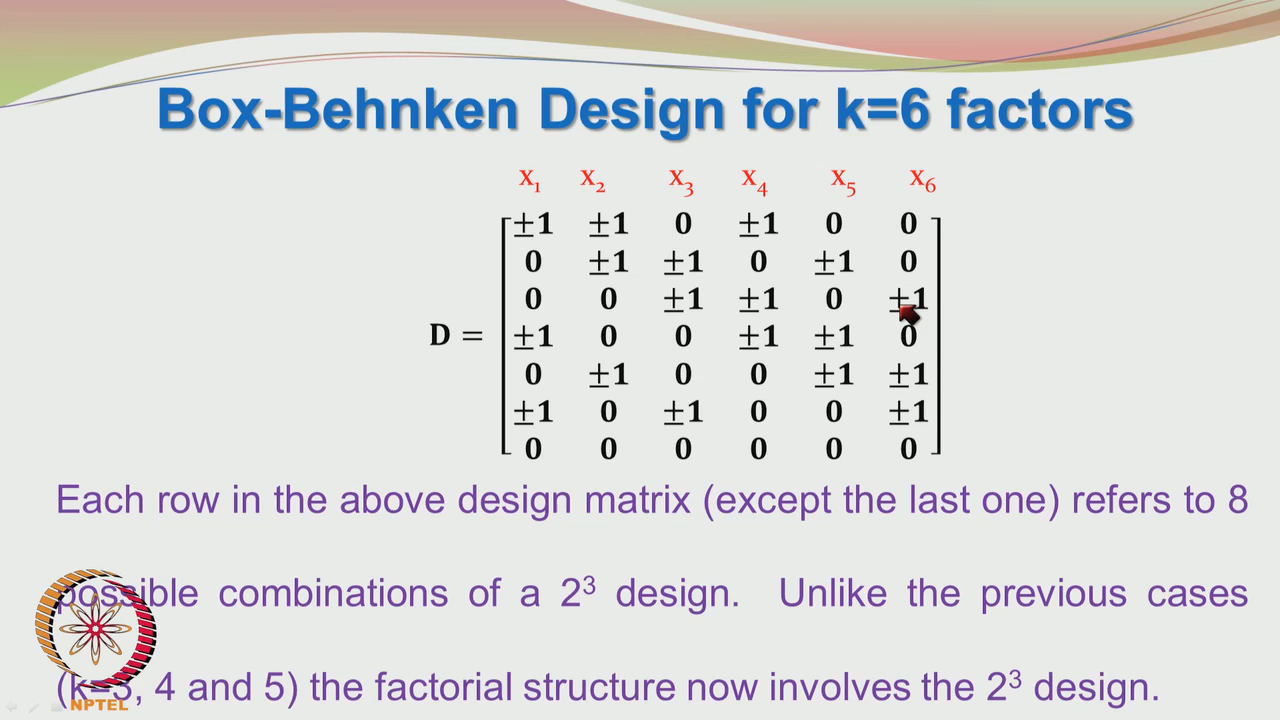 Box-Behnken Design for k=6 factors
x₁ x₂ x₃ x₄ x₅ x₆
±1 ±1 0 ±1 0 0
0 ±1 ±1 0 ±1 0
0 0 ±1 ±1 0 ±1
D = ±1 0 0 ±1 ±1 0
0 ±1 0 0 ±1 ±1
±1 0 ±1 0 0 ±1
0 0 0 0 0 0
Each row in the above design matrix (except the last one) refers to 8
possible combinations of a 2³ design. Unlike the previous cases
(k=3, 4 and 5) the factorial structure now involves the 2³ design.
NPTEL